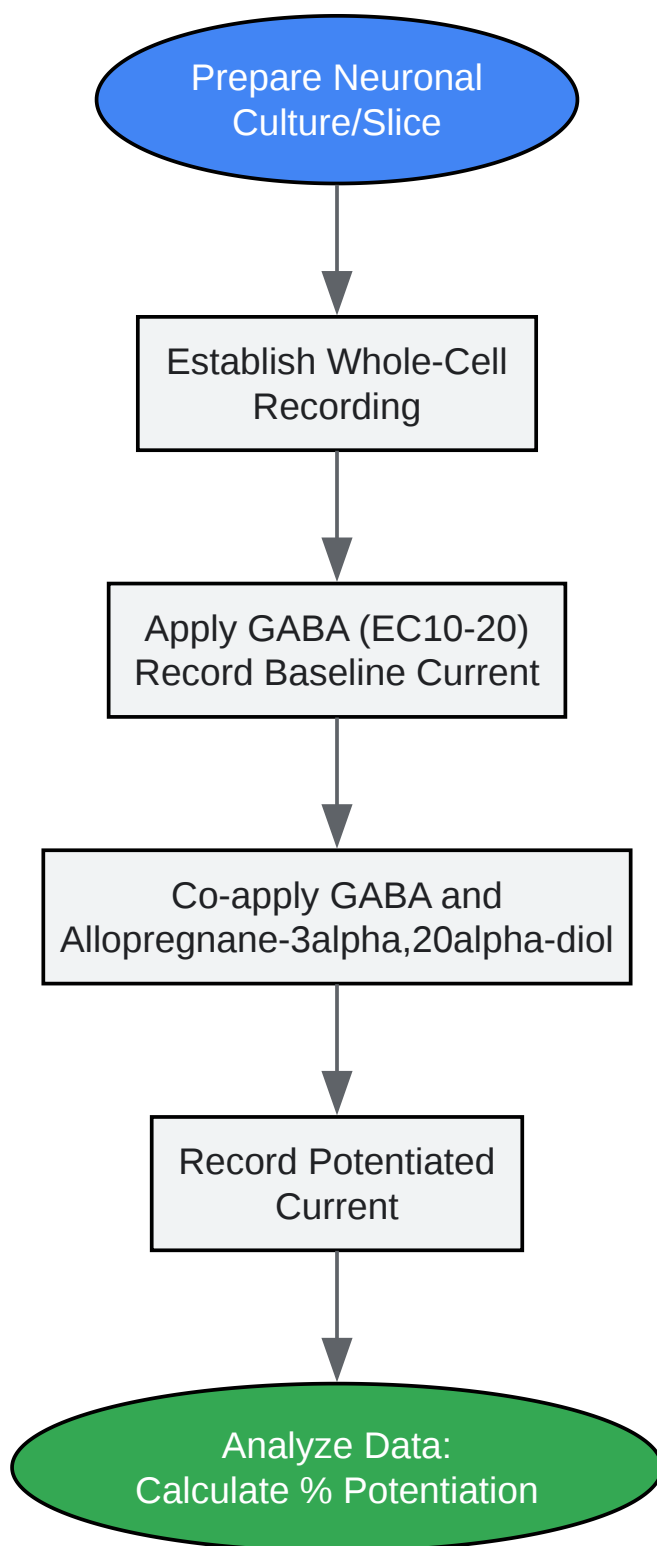 Prepare Neuronal
Culture/Slice
Establish Whole-Cell
Recording
Apply GABA (EC10-20)
Record Baseline Current
Co-apply GABA and
Allopregnane-3alpha,20alpha-diol
Record Potentiated
Current
Analyze Data:
Calculate % Potentiation